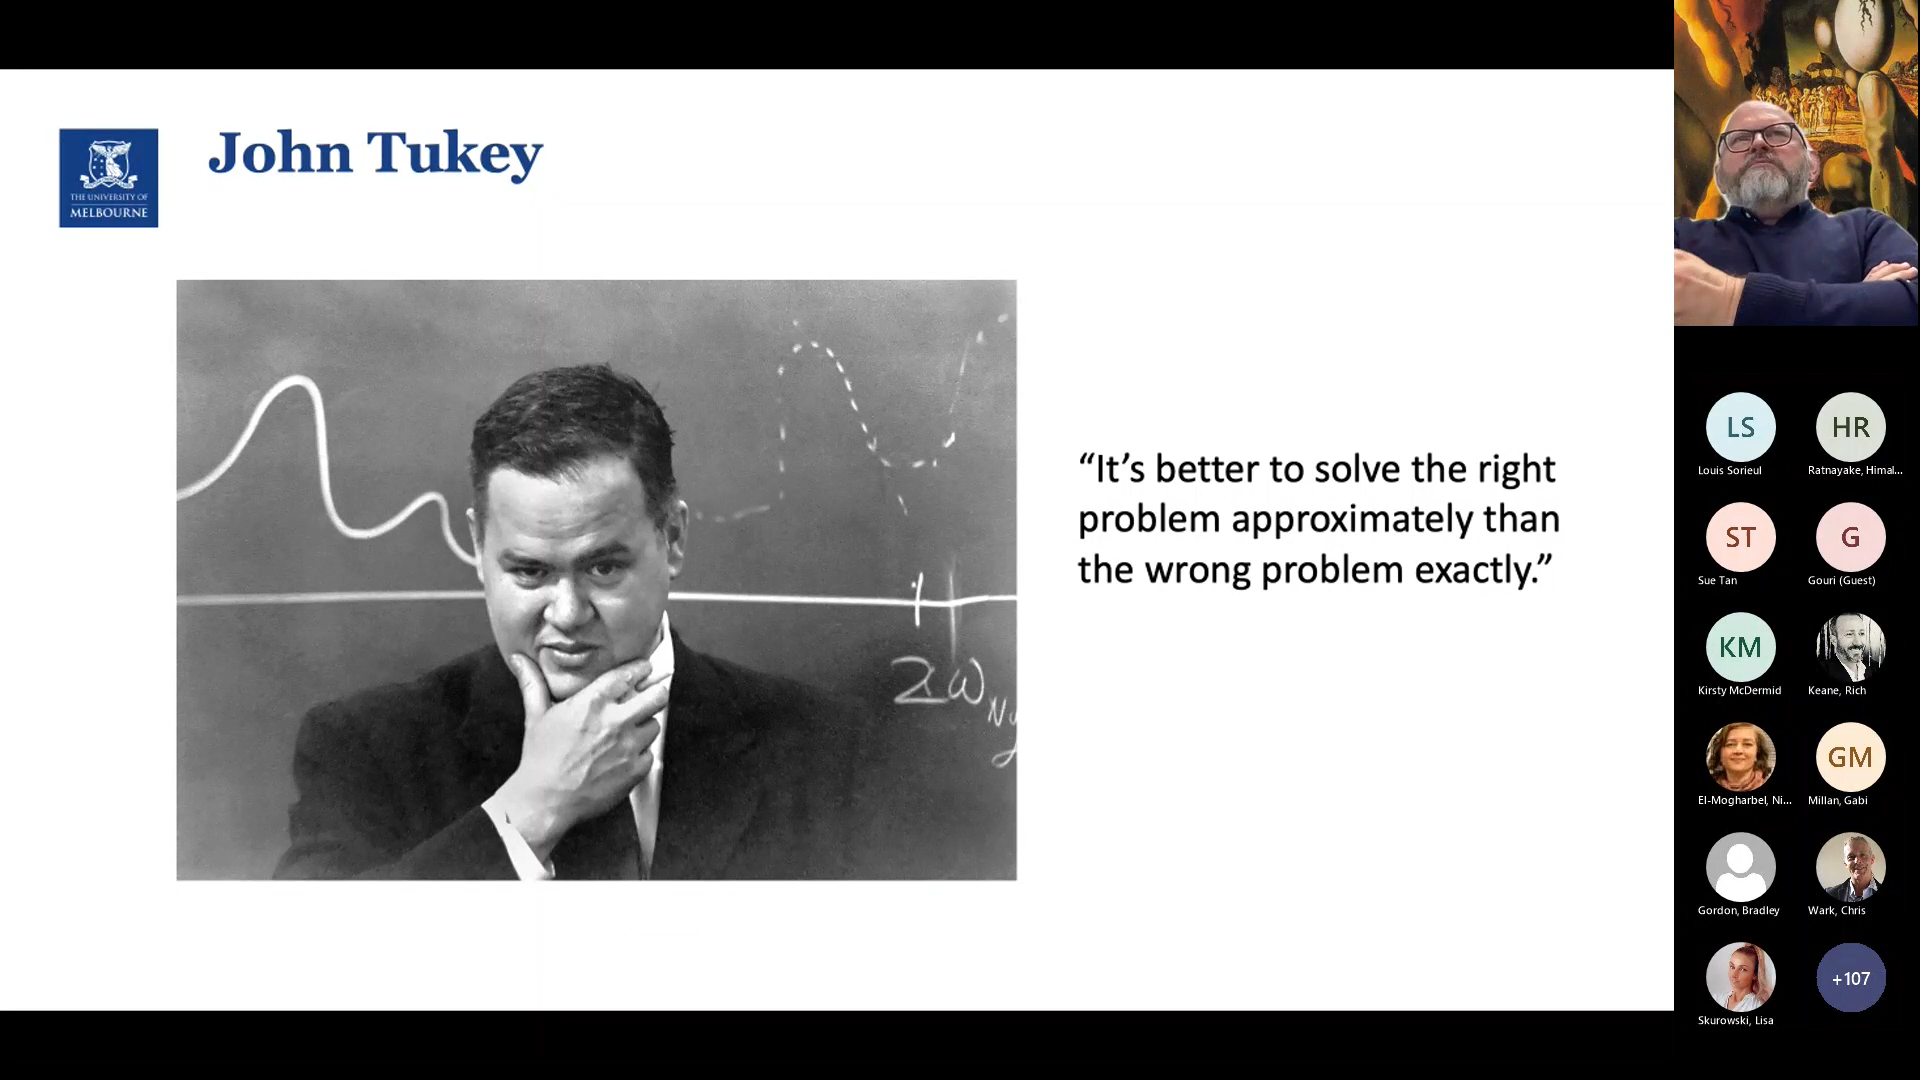 John Tukey
THE UNIVERSITY OF
MELBOURNE
“It’s better to solve the right
problem approximately than
the wrong problem exactly.”
LS
HR
Louis Sorieul
Ratnayake, Himal...
ST
G
Sue Tan
Gouri (Guest)
KM
Kirsty McDermid
Keane, Rich
GM
El-Mogharbel, Ni...
Millan, Gabi
Gordon, Bradley
Wark, Chris
+107
Skurowski, Lisa